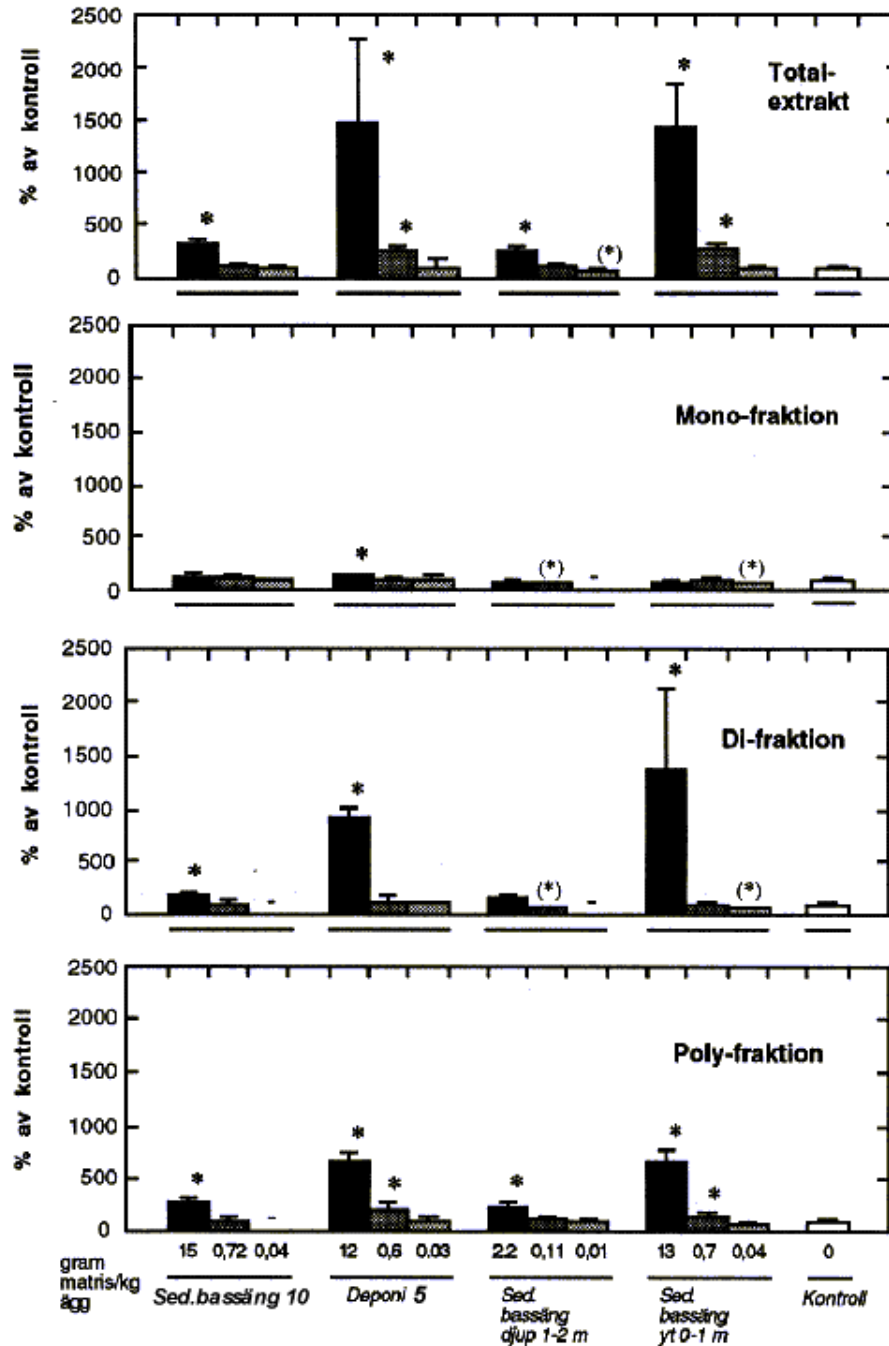 2500
2000
1500
1000
500
0
% av kontroll
Total-
extrakt
* * * * (*) * *
2500
2000
1500
1000
500
0
% av kontroll
Mono-fraktion
* (*) - (*)
2500
2000
1500
1000
500
0
% av kontroll
Di-fraktion
* - * (*) - * (*)
2500
2000
1500
1000
500
0
% av kontroll
Poly-fraktion
* - * * * * *
gram
matris/kg
ägg
15 0,72 0,04 12 0,6 0.03 2.2 0,11 0,01 13 0,7 0,04 0
Sed.bassäng 10
Deponi 5
Sed.
bassäng
djup 1-2 m
Sed.
bassäng
yt 0-1 m
Kontroll